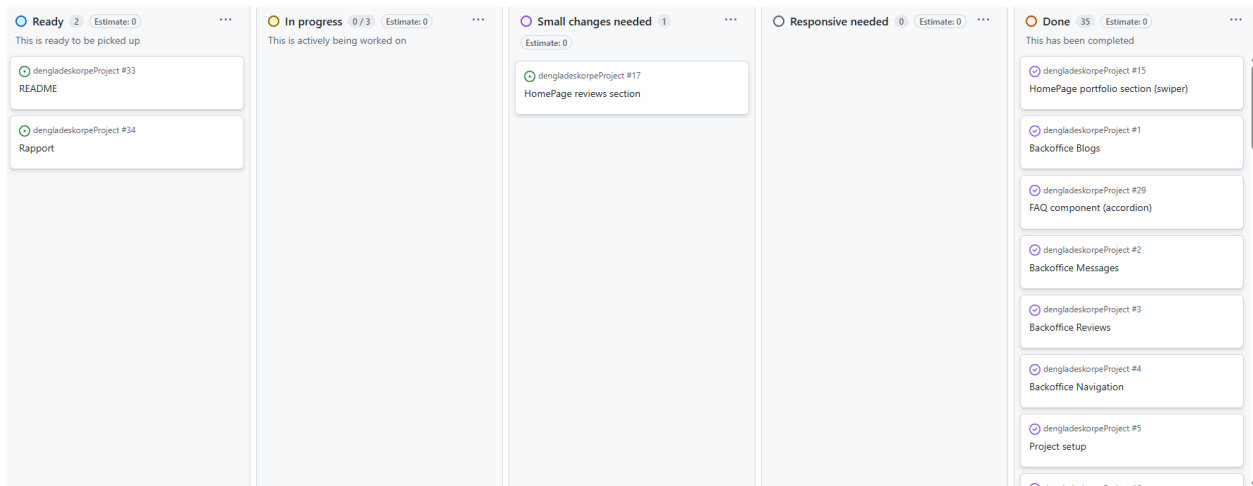 Ready 2 Estimate: 0
This is ready to be picked up
dengladeskorpeProject #33
README
dengladeskorpeProject #34
Rapport
In progress 0 / 3 Estimate: 0
This is actively being worked on
Small changes needed 1
Estimate: 0
dengladeskorpeProject #17
HomePage reviews section
Responsive needed 0 Estimate: 0
Done 35 Estimate: 0
This has been completed
dengladeskorpeProject #15
HomePage portfolio section (swiper)
dengladeskorpeProject #1
Backoffice Blogs
dengladeskorpeProject #29
FAQ component (accordion)
dengladeskorpeProject #2
Backoffice Messages
dengladeskorpeProject #3
Backoffice Reviews
dengladeskorpeProject #4
Backoffice Navigation
dengladeskorpeProject #5
Project setup